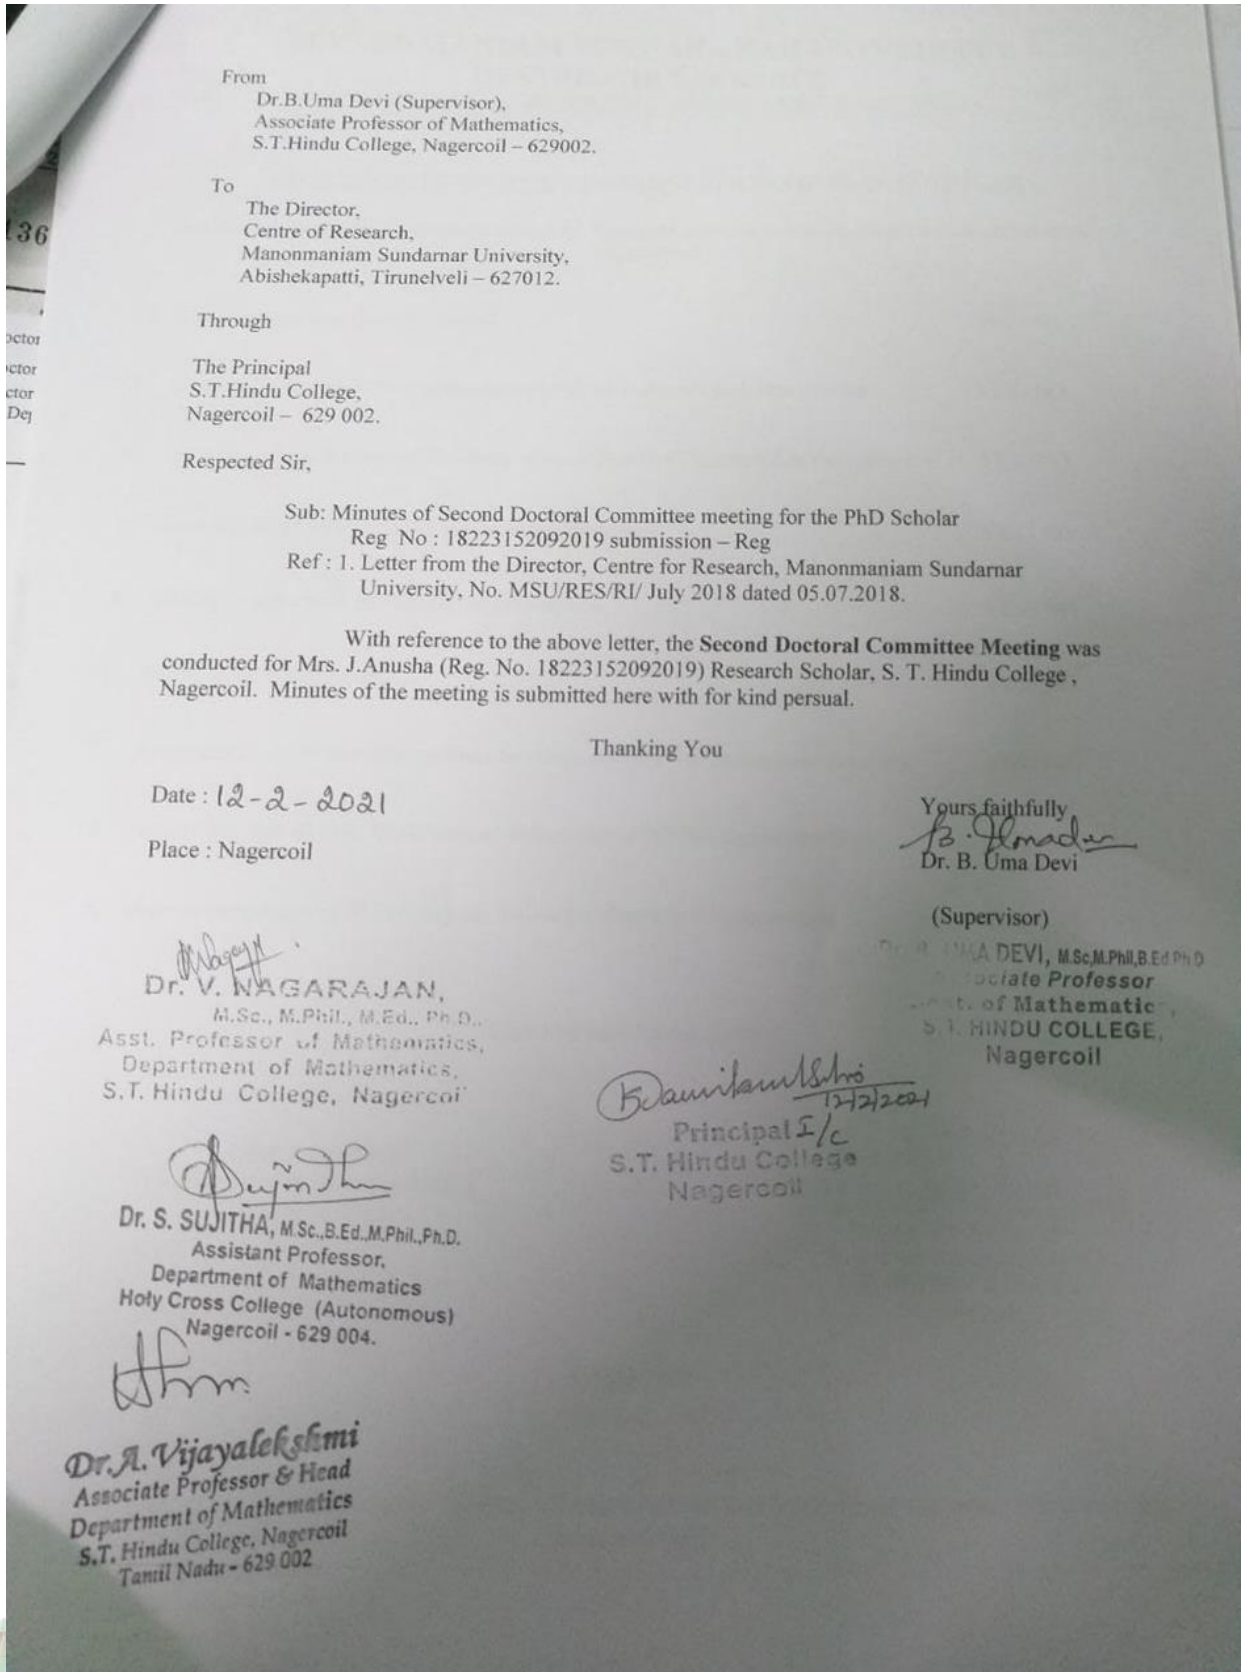 136
ctor
ctor
Dep
From
Dr.B.Uma Devi (Supervisor),
Associate Professor of Mathematics,
S.T.Hindu College, Nagercoil – 629002.
To
The Director,
Centre of Research,
Manonmaniam Sundarnar University,
Abishekapatti, Tirunelveli – 627012.
Through
The Principal
S.T.Hindu College,
Nagercoil – 629 002.
Respected Sir,
Sub: Minutes of Second Doctoral Committee meeting for the PhD Scholar
Reg No : 18223152092019 submission – Reg
Ref : 1. Letter from the Director, Centre for Research, Manonmaniam Sundarnar
University, No. MSU/RES/RI/ July 2018 dated 05.07.2018.
With reference to the above letter, the Second Doctoral Committee Meeting was
conducted for Mrs. J.Anusha (Reg. No. 18223152092019) Research Scholar, S. T. Hindu College ,
Nagercoil. Minutes of the meeting is submitted here with for kind persual.
Thanking You
Date : 12-2-2021
Place : Nagercoil
Yours faithfully
Dr. B. Uma Devi
(Supervisor)
UMA DEVI, M.Sc,M.Phil,B.Ed Ph.D
ociate Professor
t. of Mathematic
S.T. HINDU COLLEGE,
Nagercoil
Dr. V. NAGARAJAN,
M.Sc., M.Phil., M.Ed., Ph.D.,
Asst. Professor of Mathematics,
Department of Mathematics,
S.T. Hindu College, Nagercoi
12/2/2021
Principal I/c
S.T. Hindu College
Nagercoil
Dr. S. SUJITHA, M.Sc.,B.Ed.,M.Phil.,Ph.D.
Assistant Professor.
Department of Mathematics
Holy Cross College (Autonomous)
Nagercoil - 629 004.
Dr.A.Vijayalekshmi
Associate Professor & Head
Department of Mathematics
S.T. Hindu College, Nagercoil
Tamil Nadu - 629 002